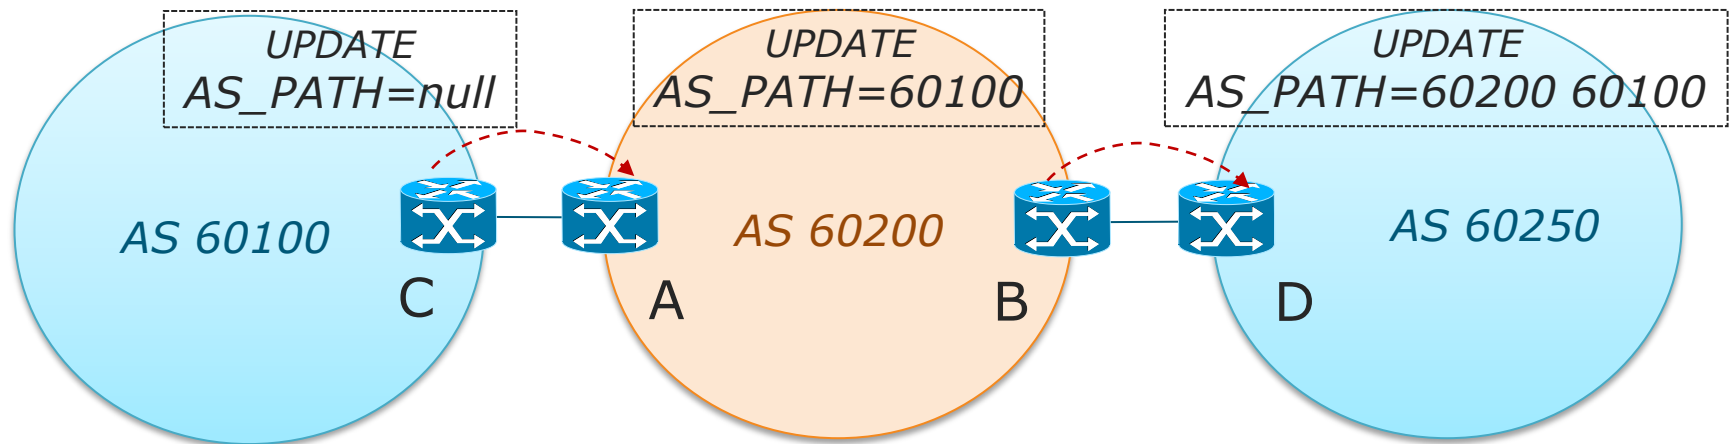 UPDATE
AS_PATH=null
UPDATE
AS_PATH=60100
UPDATE
AS_PATH=60200 60100
AS 60100
AS 60200
AS 60250
C
A
B
D